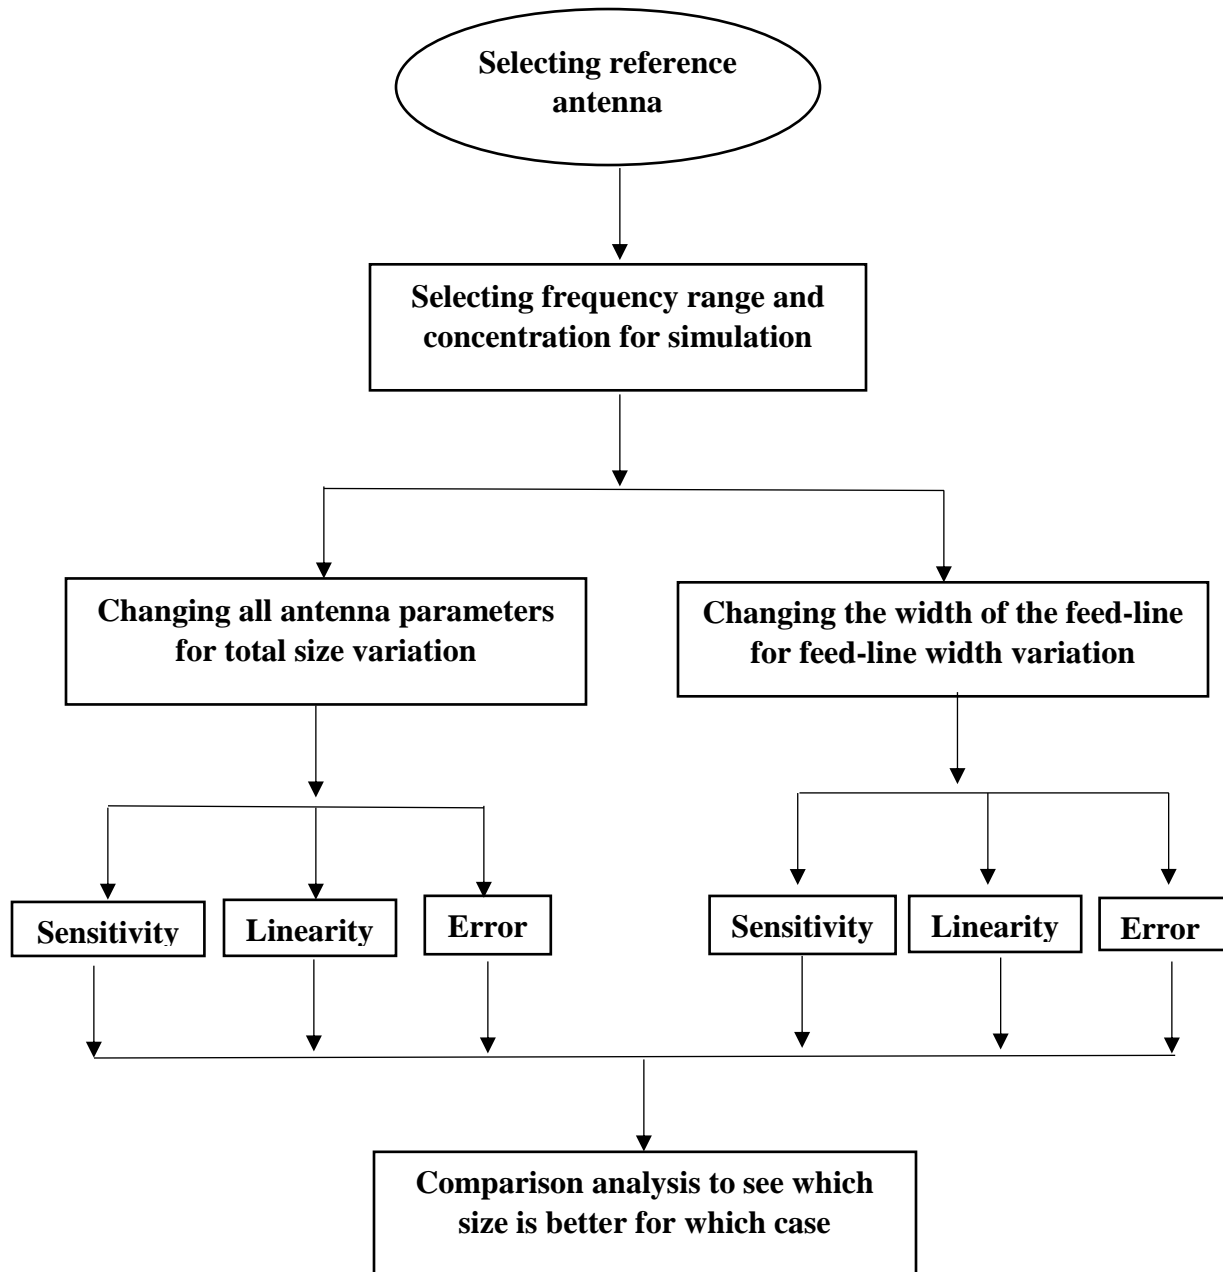 Selecting reference
antenna
Selecting frequency range and
concentration for simulation
Changing all antenna parameters
for total size variation
Changing the width of the feed-line
for feed-line width variation
Sensitivity
Linearity
Error
Sensitivity
Linearity
Error
Comparison analysis to see which
size is better for which case